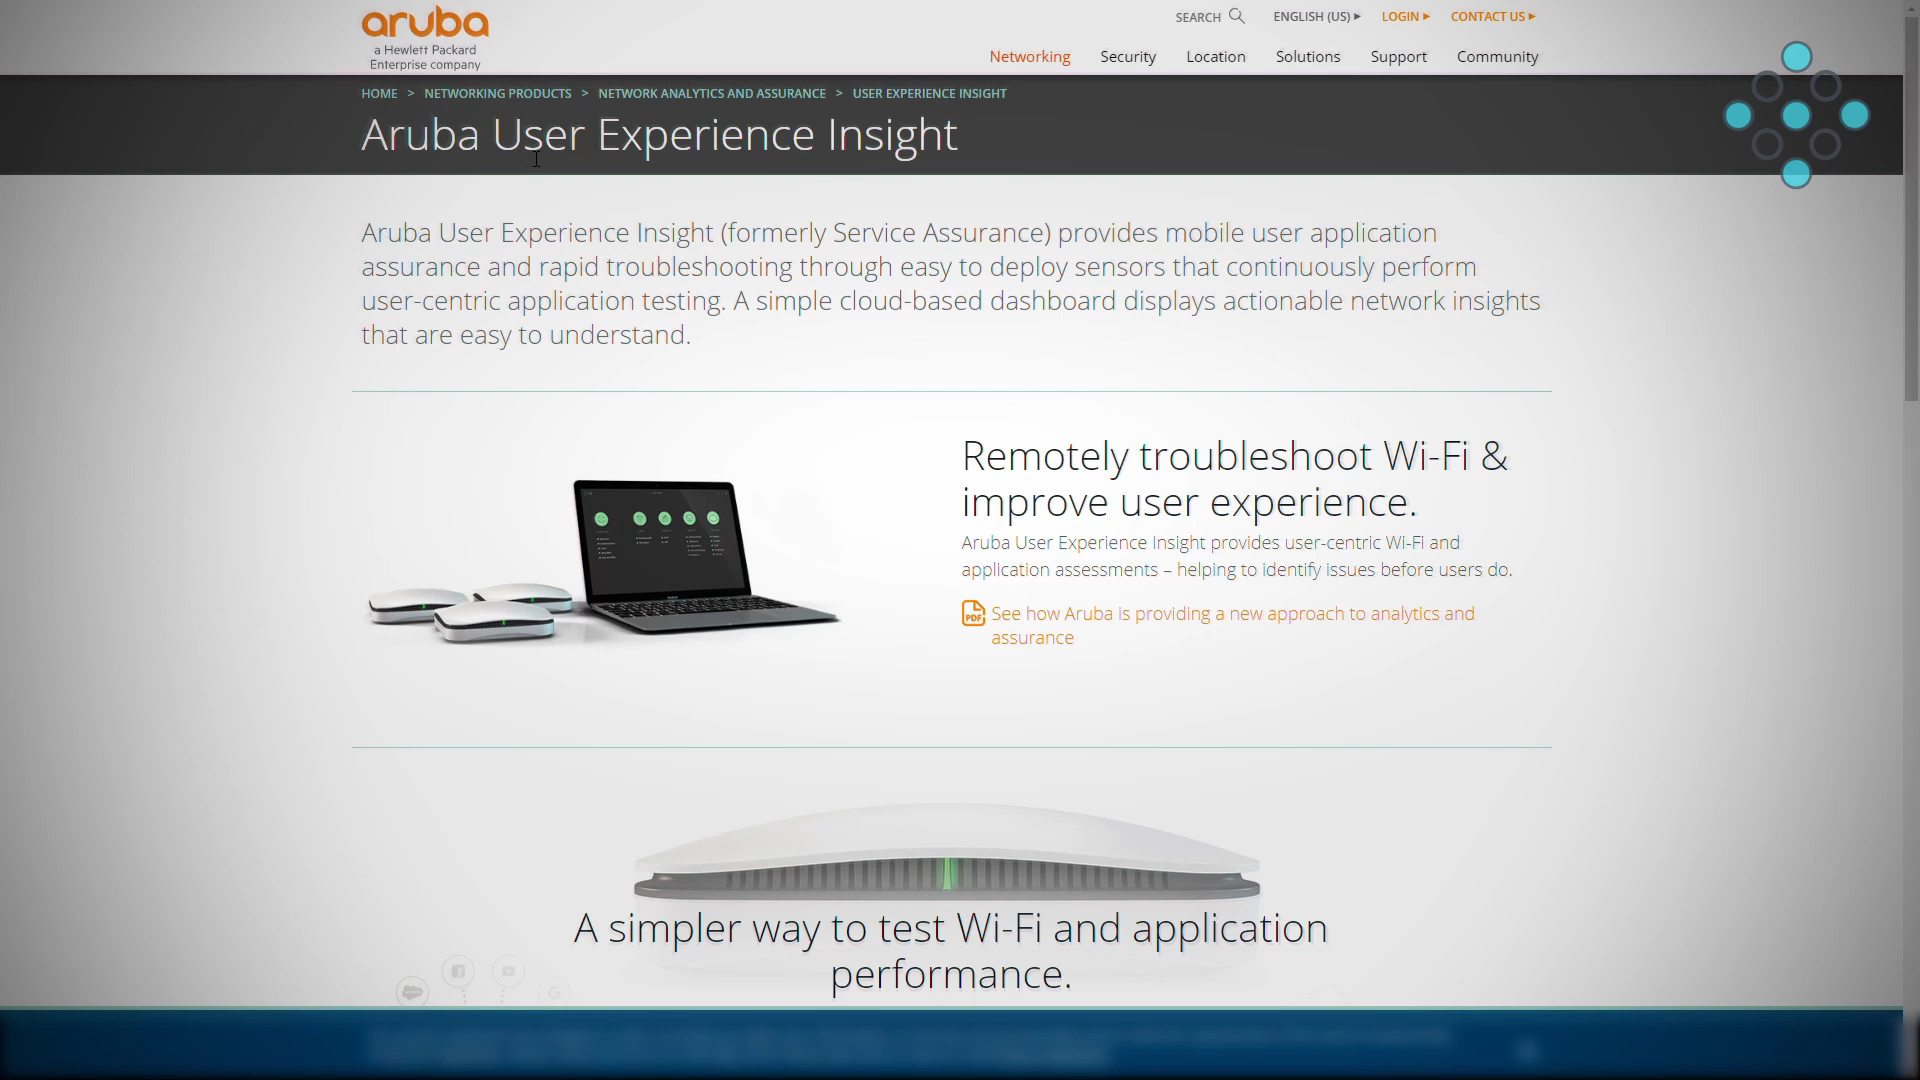 aruba
a Hewlett Packard
Enterprise company
SEARCH ENGLISH (US) LOGIN CONTACT US
Networking Security Location Solutions Support Community
HOME > NETWORKING PRODUCTS > NETWORK ANALYTICS AND ASSURANCE > USER EXPERIENCE INSIGHT
Aruba User Experience Insight
Aruba User Experience Insight (formerly Service Assurance) provides mobile user application
assurance and rapid troubleshooting through easy to deploy sensors that continuously perform
user-centric application testing. A simple cloud-based dashboard displays actionable network insights
that are easy to understand.
Remotely troubleshoot Wi-Fi &
improve user experience.
Aruba User Experience Insight provides user-centric Wi-Fi and
application assessments – helping to identify issues before users do.
PDF See how Aruba is providing a new approach to analytics and
assurance
A simpler way to test Wi-Fi and application
performance.